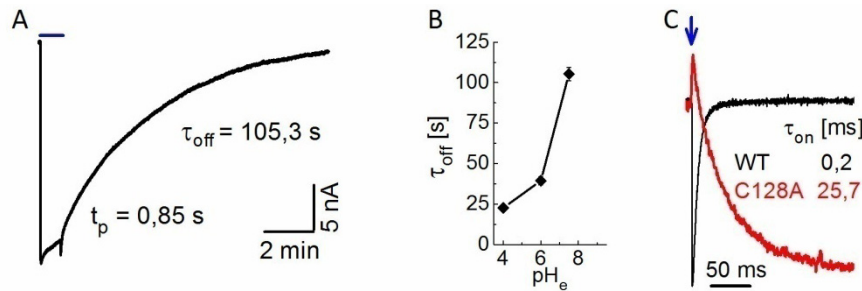 A
τoff = 105,3 s
tp = 0,85 s
5 nA
2 min
B
τoff [s]
125
100
75
50
25
0
4 6 8
pHe
C
τon [ms]
WT 0,2
C128A 25,7
50 ms